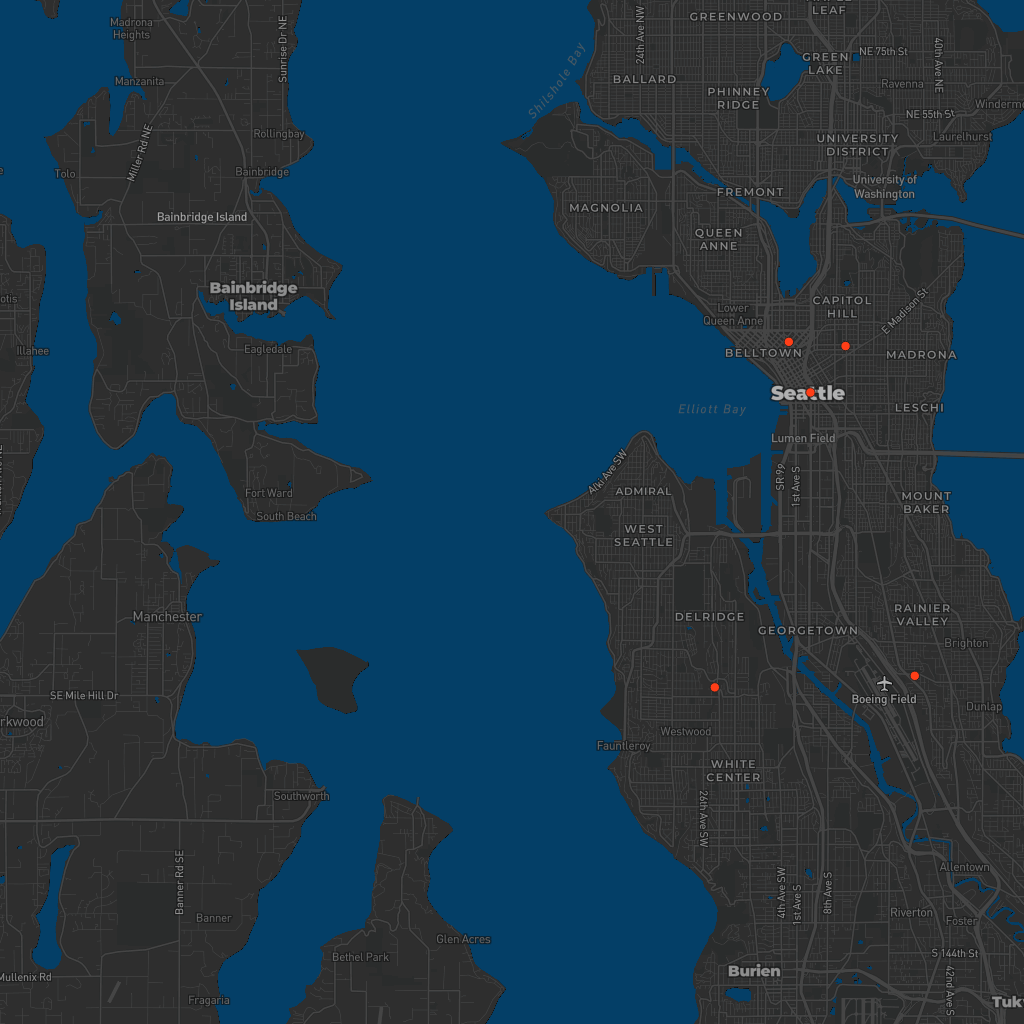 MAPLE
LEAF
GREENWOOD
Madrona
Heights
Sunrise Dr NE
24th Ave NW
40th Ave NE
NE 75th St
GREEN
LAKE
Shilshole Bay
BALLARD
Manzanita
PHINNEY
RIDGE
Ravenna
NE 55th St
Rollingbay
Miller Rd NE
Laurelhurst
UNIVERSITY
DISTRICT
Tolo
Bainbridge
University of
Washington
FREMONT
MAGNOLIA
Bainbridge Island
QUEEN
ANNE
Bainbridge
Island
CAPITOL
HILL
E Madison St
Lower
Queen Anne
Illahee
Eagledale
BELLTOWN
MADRONA
Seattle
Elliott Bay
LESCHI
Lumen Field
Alki Ave SW
SR 99
1st Ave S
ADMIRAL
Fort Ward
South Beach
MOUNT
BAKER
WEST
SEATTLE
Manchester
DELRIDGE
RAINIER
VALLEY
GEORGETOWN
Brighton
SE Mile Hill Dr
Boeing Field
Dunlap
rkwood
Westwood
Fauntleroy
WHITE
CENTER
Southworth
26th Ave SW
Allentown
Banner Rd SE
4th Ave SW
1st Ave S
8th Ave S
Banner
Riverton
Foster
Glen Acres
Bethel Park
S 144th St
Burien
Mullenix Rd
42nd Ave S
Fragaria
Tuk